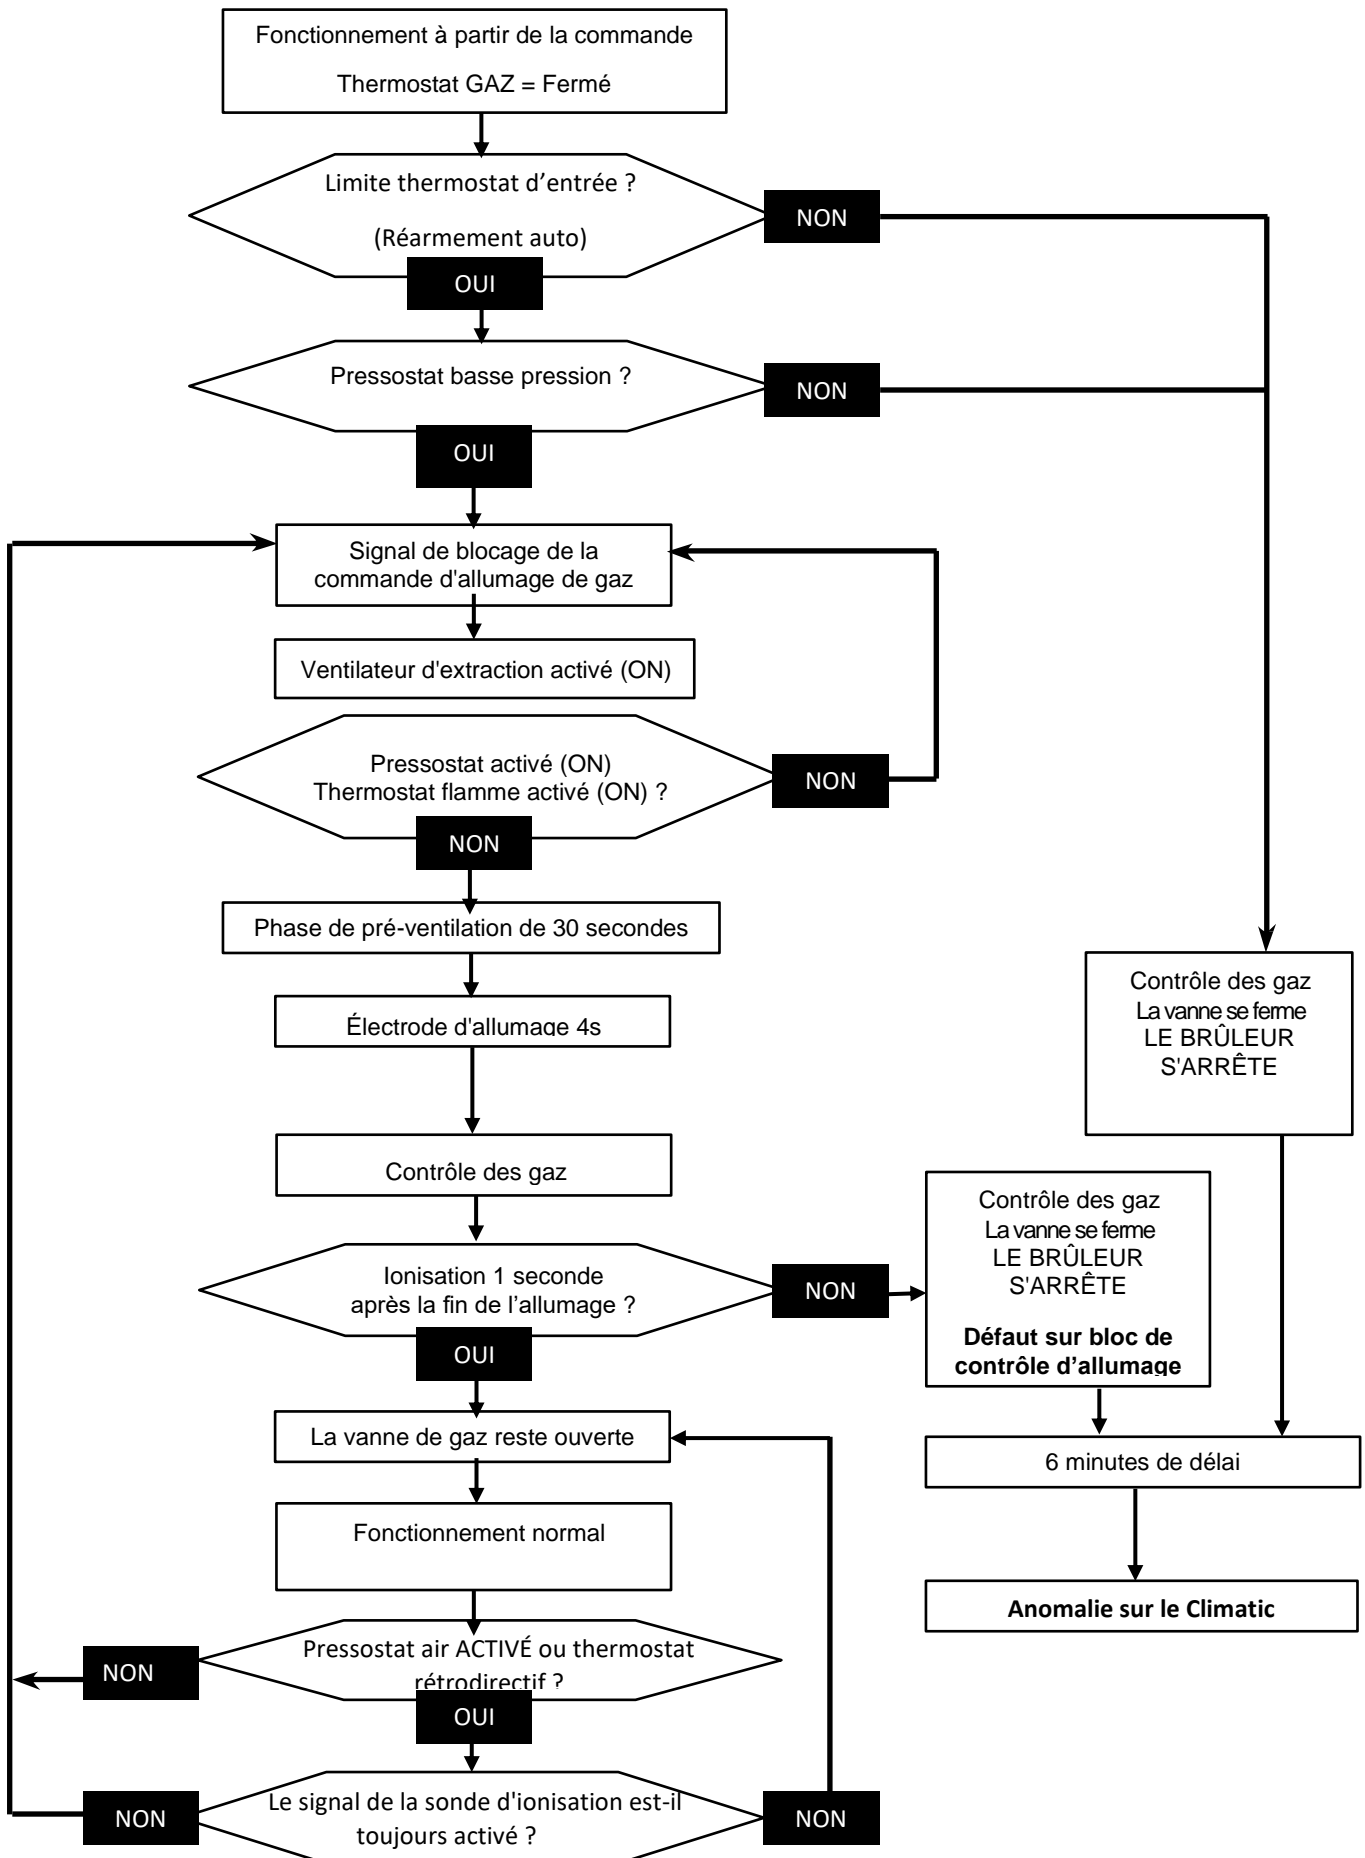 Fonctionnement à partir de la commande
Thermostat GAZ = Fermé
Limite thermostat d'entrée ?
(Réarmement auto)
NON
OUI
Pressostat basse pression ?
NON
OUI
Signal de blocage de la
commande d'allumage de gaz
Ventilateur d'extraction activé (ON)
Pressostat activé (ON)
Thermostat flamme activé (ON) ?
NON
NON
Phase de pré-ventilation de 30 secondes
Électrode d'allumage 4s
Contrôle des gaz
La vanne se ferme
LE BRÛLEUR
S'ARRÊTE
Contrôle des gaz
Ionisation 1 seconde
après la fin de l'allumage ?
NON
OUI
Contrôle des gaz
La vanne se ferme
LE BRÛLEUR
S'ARRÊTE
Défaut sur bloc de
contrôle d'allumage
La vanne de gaz reste ouverte
6 minutes de délai
Fonctionnement normal
Anomalie sur le Climatic
Pressostat air ACTIVÉ ou thermostat
rétrodirectif ?
NON
OUI
Le signal de la sonde d'ionisation est-il
toujours activé ?
NON
NON